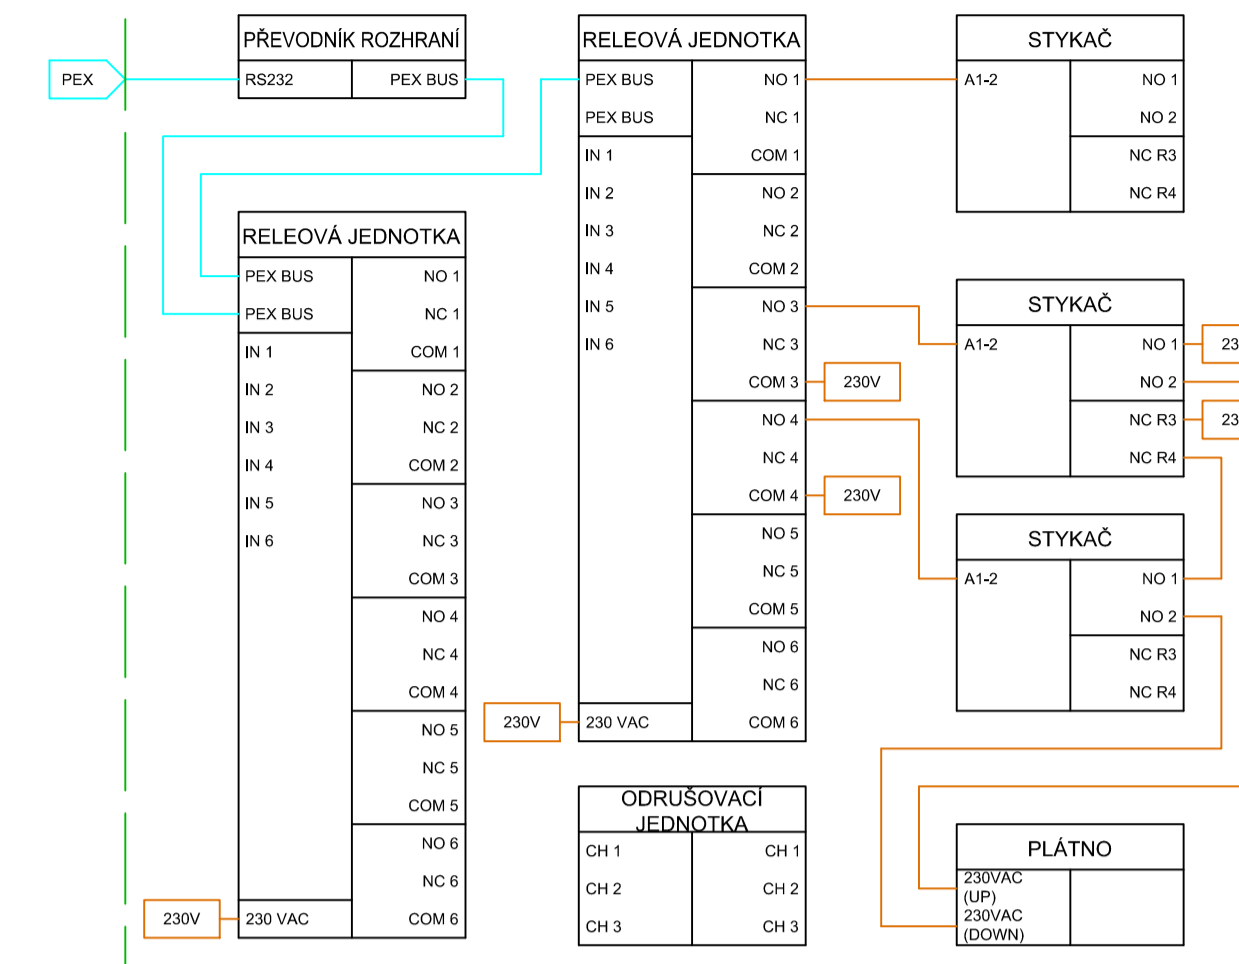 PEX
PŘEVODNÍK ROZHRANÍ
RS232
PEX BUS
RELEOVÁ JEDNOTKA
PEX BUS
PEX BUS
IN 1
IN 2
IN 3
IN 4
IN 5
IN 6
230 VAC
NO 1
NC 1
COM 1
NO 2
NC 2
COM 2
NO 3
NC 3
COM 3
NO 4
NC 4
COM 4
NO 5
NC 5
COM 5
NO 6
NC 6
COM 6
230V
RELEOVÁ JEDNOTKA
PEX BUS
PEX BUS
IN 1
IN 2
IN 3
IN 4
IN 5
IN 6
230 VAC
NO 1
NC 1
COM 1
NO 2
NC 2
COM 2
NO 3
NC 3
COM 3
NO 4
NC 4
COM 4
NO 5
NC 5
COM 5
NO 6
NC 6
COM 6
230V
230V
230V
ODRUŠOVACÍ
JEDNOTKA
CH 1
CH 2
CH 3
CH 1
CH 2
CH 3
STYKAČ
A1-2
NO 1
NO 2
NC R3
NC R4
STYKAČ
A1-2
NO 1
NO 2
NC R3
NC R4
23
23
STYKAČ
A1-2
NO 1
NO 2
NC R3
NC R4
PLÁTNO
230VAC
(UP)
230VAC
(DOWN)